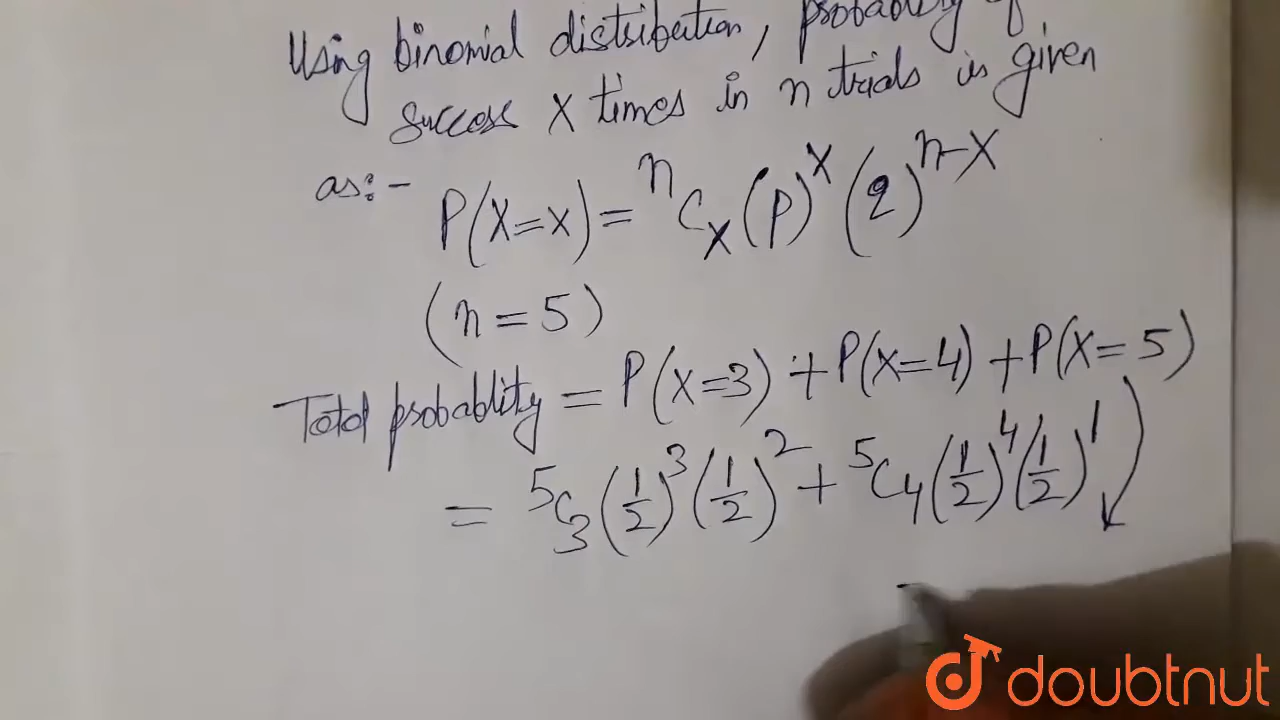 Using binomial distribution, probability of
success X times in n trials is given
as:-
P(X=x) = ⁿCₓ(p)ˣ(q)ⁿ⁻ˣ
(n=5)
Total probablity = P(X=3) + P(X=4) + P(X=5)
= ⁵C₃(1/2)³(1/2)² + ⁵C₄(1/2)⁴(1/2)¹
doubtnut